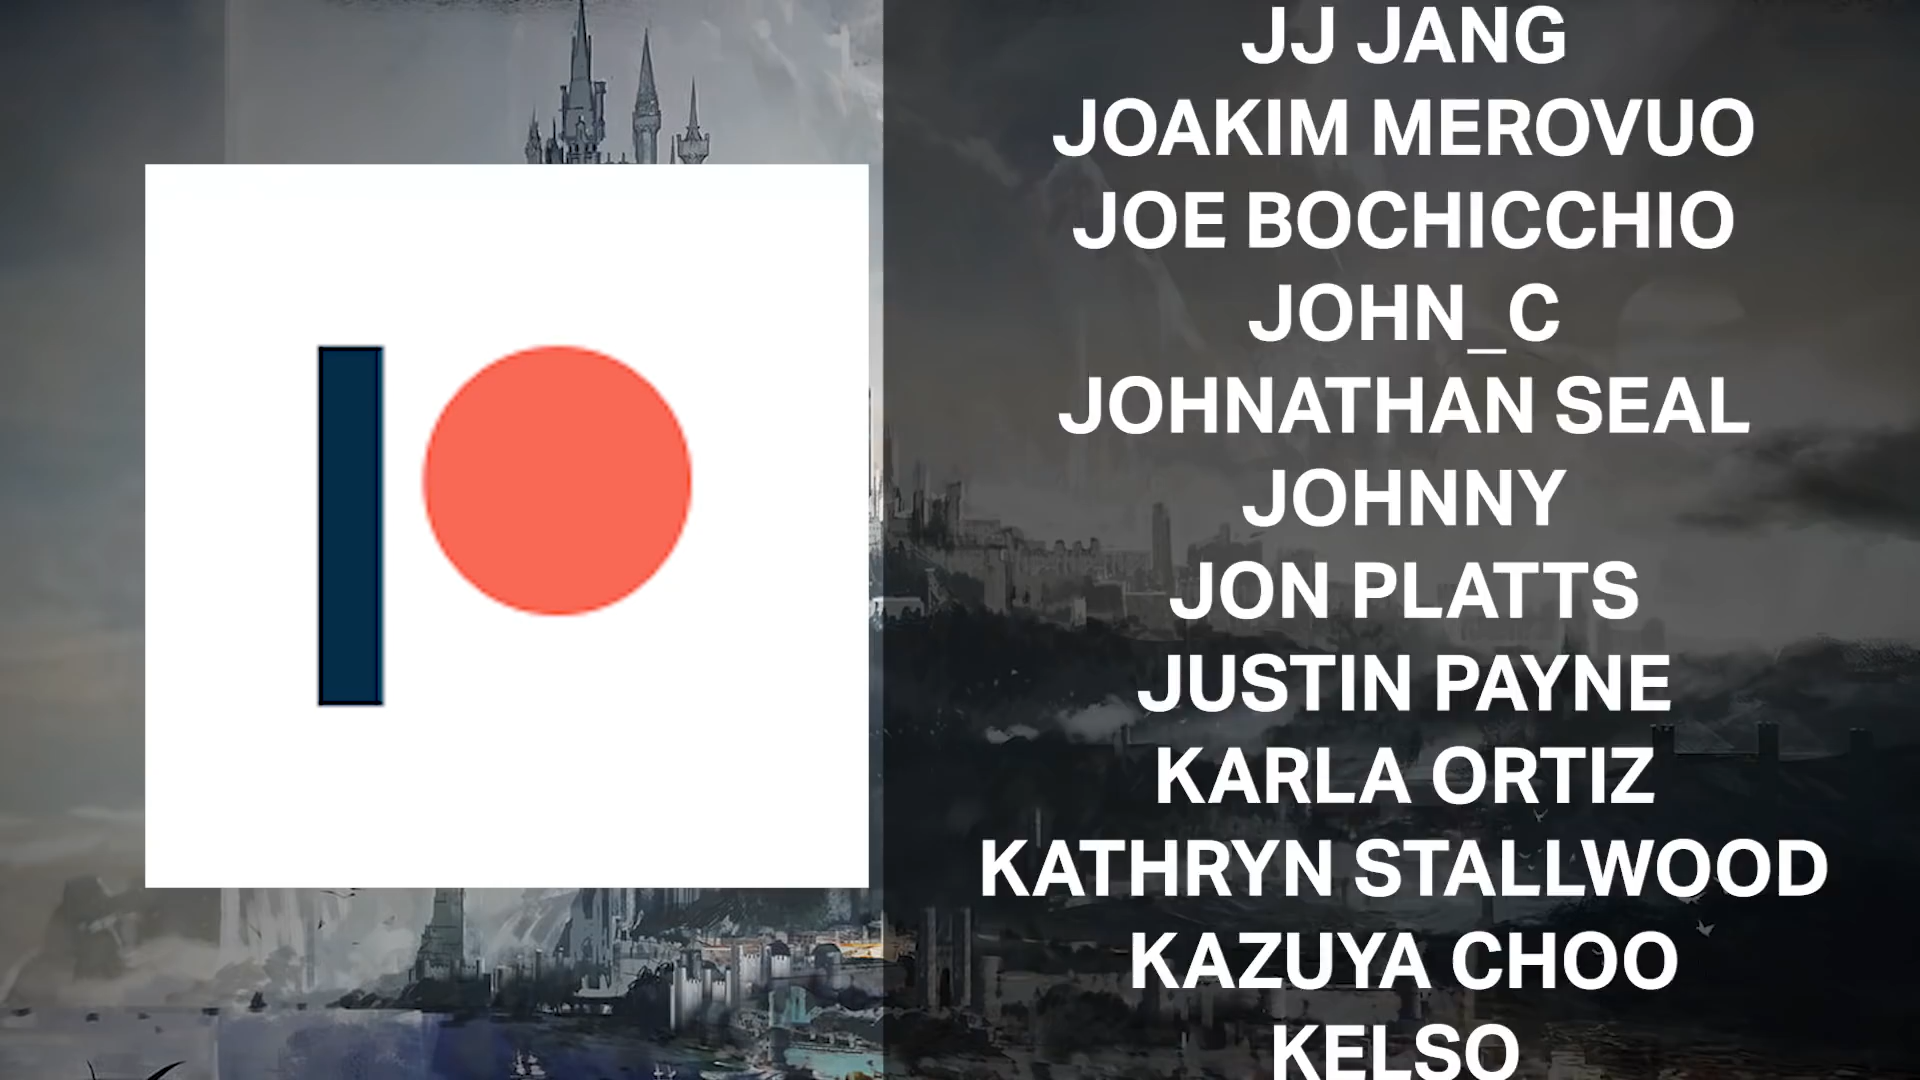 JJ JANG
JOAKIM MEROVUO
JOE BOCHICCHIO
JOHN_C
JOHNATHAN SEAL
JOHNNY
JON PLATTS
JUSTIN PAYNE
KARLA ORTIZ
KATHRYN STALLWOOD
KAZUYA CHOO
KELSO